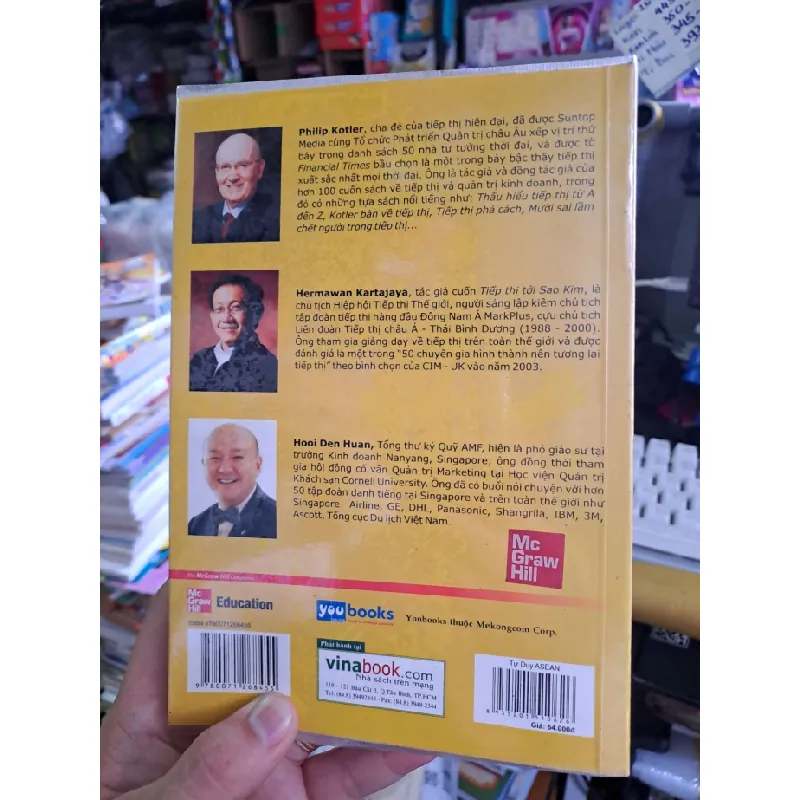 Philip Kotler, cha đẻ của tiếp thị hiện đại, đã được Suntop
Media cùng Tổ chức Phát triển Quản trị châu Âu xếp vị trí thứ
bảy trong danh sách 50 nhà tư tưởng thời đại, và được tờ
Financial Times bầu chọn là một trong bảy bậc thầy tiếp thị
xuất sắc nhất mọi thời đại. Ông là tác giả và đồng tác giả của
hơn 100 cuốn sách về tiếp thị và quản trị kinh doanh, trong
đó có những tựa sách nổi tiếng như: Thấu hiểu tiếp thị từ A
đến Z, Kotler bàn về tiếp thị, Tiếp thị phá cách, Mười sai lầm
chết người trong tiếp thị...
Hermawan Kartajaya, tác giả cuốn Tiếp thị tới Sao Kim, là
chủ tịch Hiệp hội Tiếp thị Thế giới, người sáng lập kiêm chủ tịch
tập đoàn tiếp thị hàng đầu Đông Nam Á MarkPlus, cựu chủ tịch
Liên đoàn Tiếp thị châu Á - Thái Bình Dương (1988 - 2000).
Ông tham gia giảng dạy về tiếp thị trên toàn thế giới và được
đánh giá là một trong "50 chuyên gia hình thành nên tương lai
tiếp thị" theo bình chọn của CIM - UK vào năm 2003.
Hooi Den Huan, Tổng thư ký Quỹ AMF, hiện là phó giáo sư tại
trường Kinh doanh Nanyang, Singapore, ông đồng thời tham
gia hội đồng cố vấn Quản trị Marketing tại Học viện Quản trị
Khách sạn Cornell University. Ông đã có buổi nói chuyện với hơn
50 tập đoàn danh tiếng tại Singapore và trên toàn thế giới như
Singapore Airline, GE, DHL, Panasonic, Shangrila, IBM, 3M,
Ascott, Tổng cục Du lịch Việt Nam.
Mc
Graw
Hill
The McGraw-Hill Companies
Mc
Graw
Hill
Education
youbooks
Youbooks thuộc Mekongcom Corp.
Phát hành tại
vinabook.com
Nhà sách trên mạng
Tư Duy ASEAN